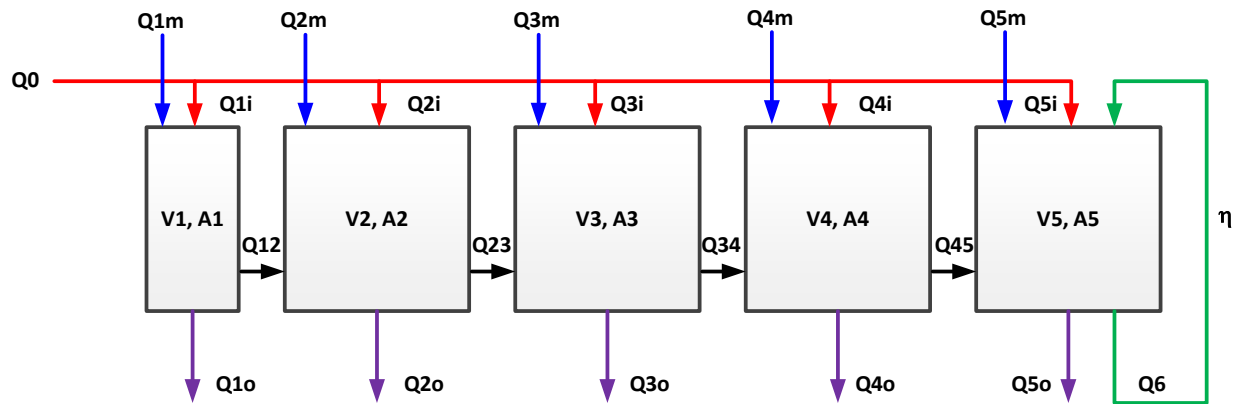 Q1m Q2m Q3m Q4m Q5m
Q0
Q1i Q2i Q3i Q4i Q5i
V1, A1 V2, A2 V3, A3 V4, A4 V5, A5 η
Q12 Q23 Q34 Q45
Q1o Q2o Q3o Q4o Q5o Q6